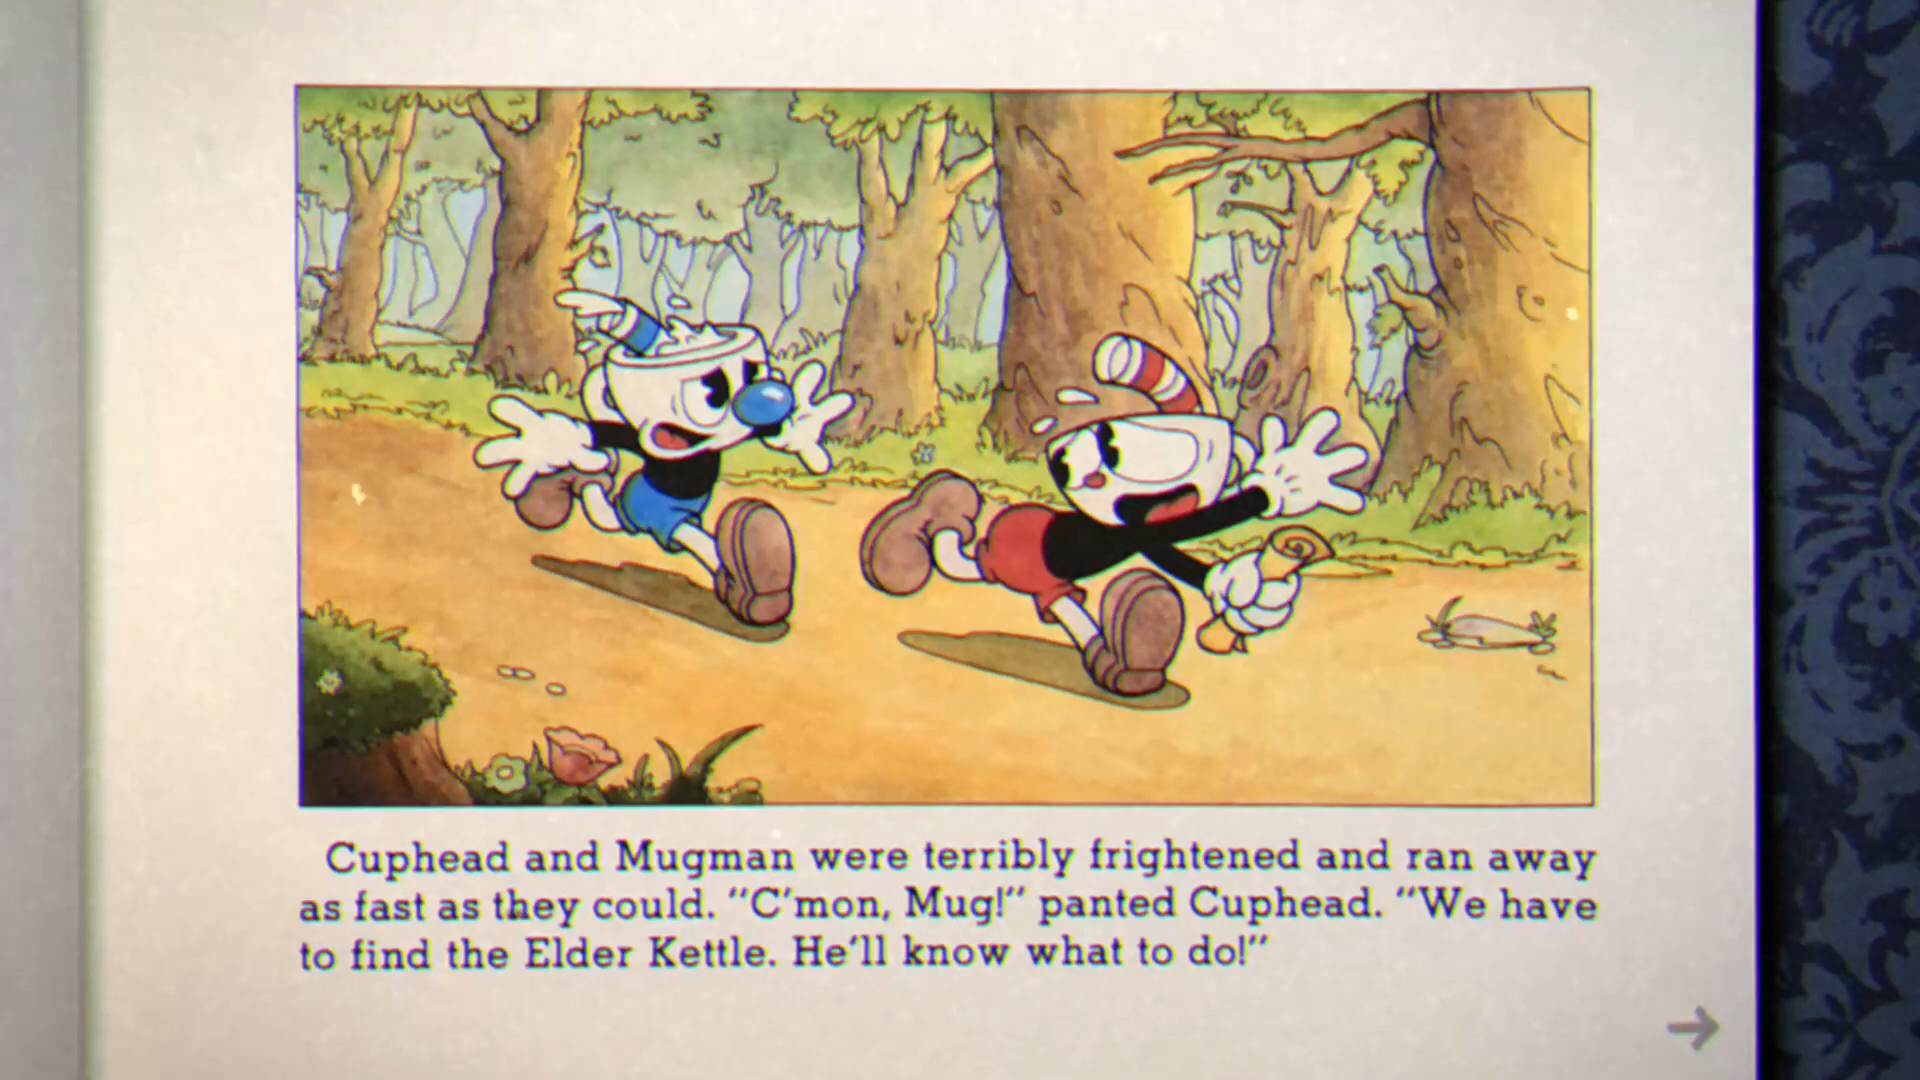 Cuphead and Mugman were terribly frightened and ran away
as fast as they could. "C'mon, Mug!" panted Cuphead. "We have
to find the Elder Kettle. He'll know what to do!"